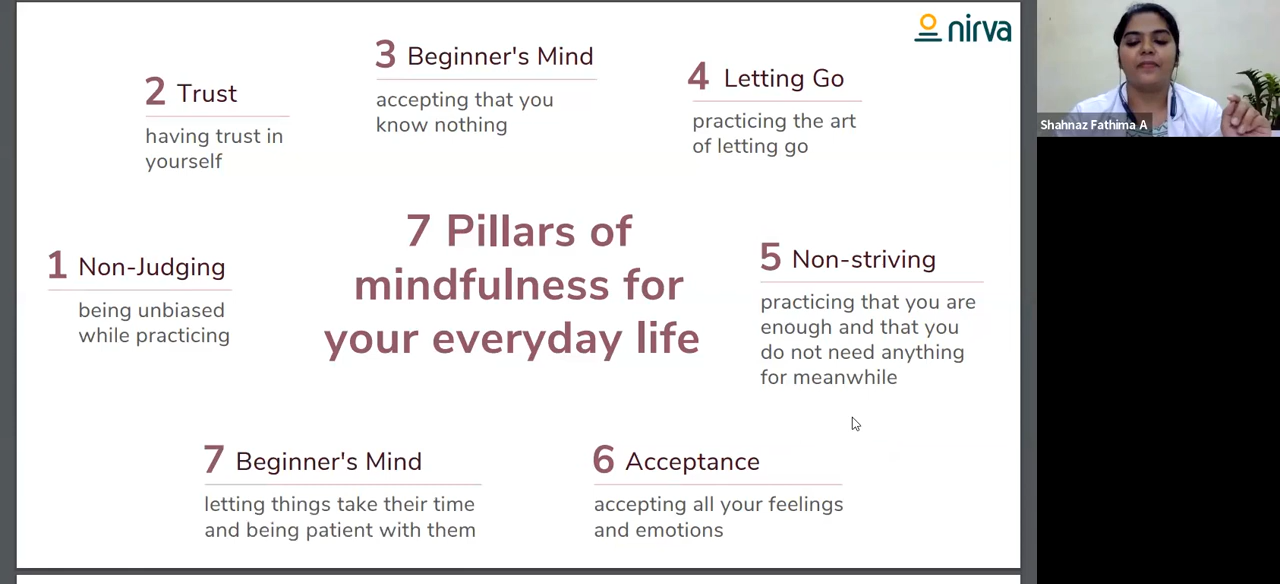 nirva
3 Beginner's Mind
accepting that you
know nothing
2 Trust
having trust in
yourself
4 Letting Go
practicing the art
of letting go
Shahnaz Fathima A
7 Pillars of
mindfulness for
your everyday life
1 Non-Judging
being unbiased
while practicing
5 Non-striving
practicing that you are
enough and that you
do not need anything
for meanwhile
7 Beginner's Mind
letting things take their time
and being patient with them
6 Acceptance
accepting all your feelings
and emotions